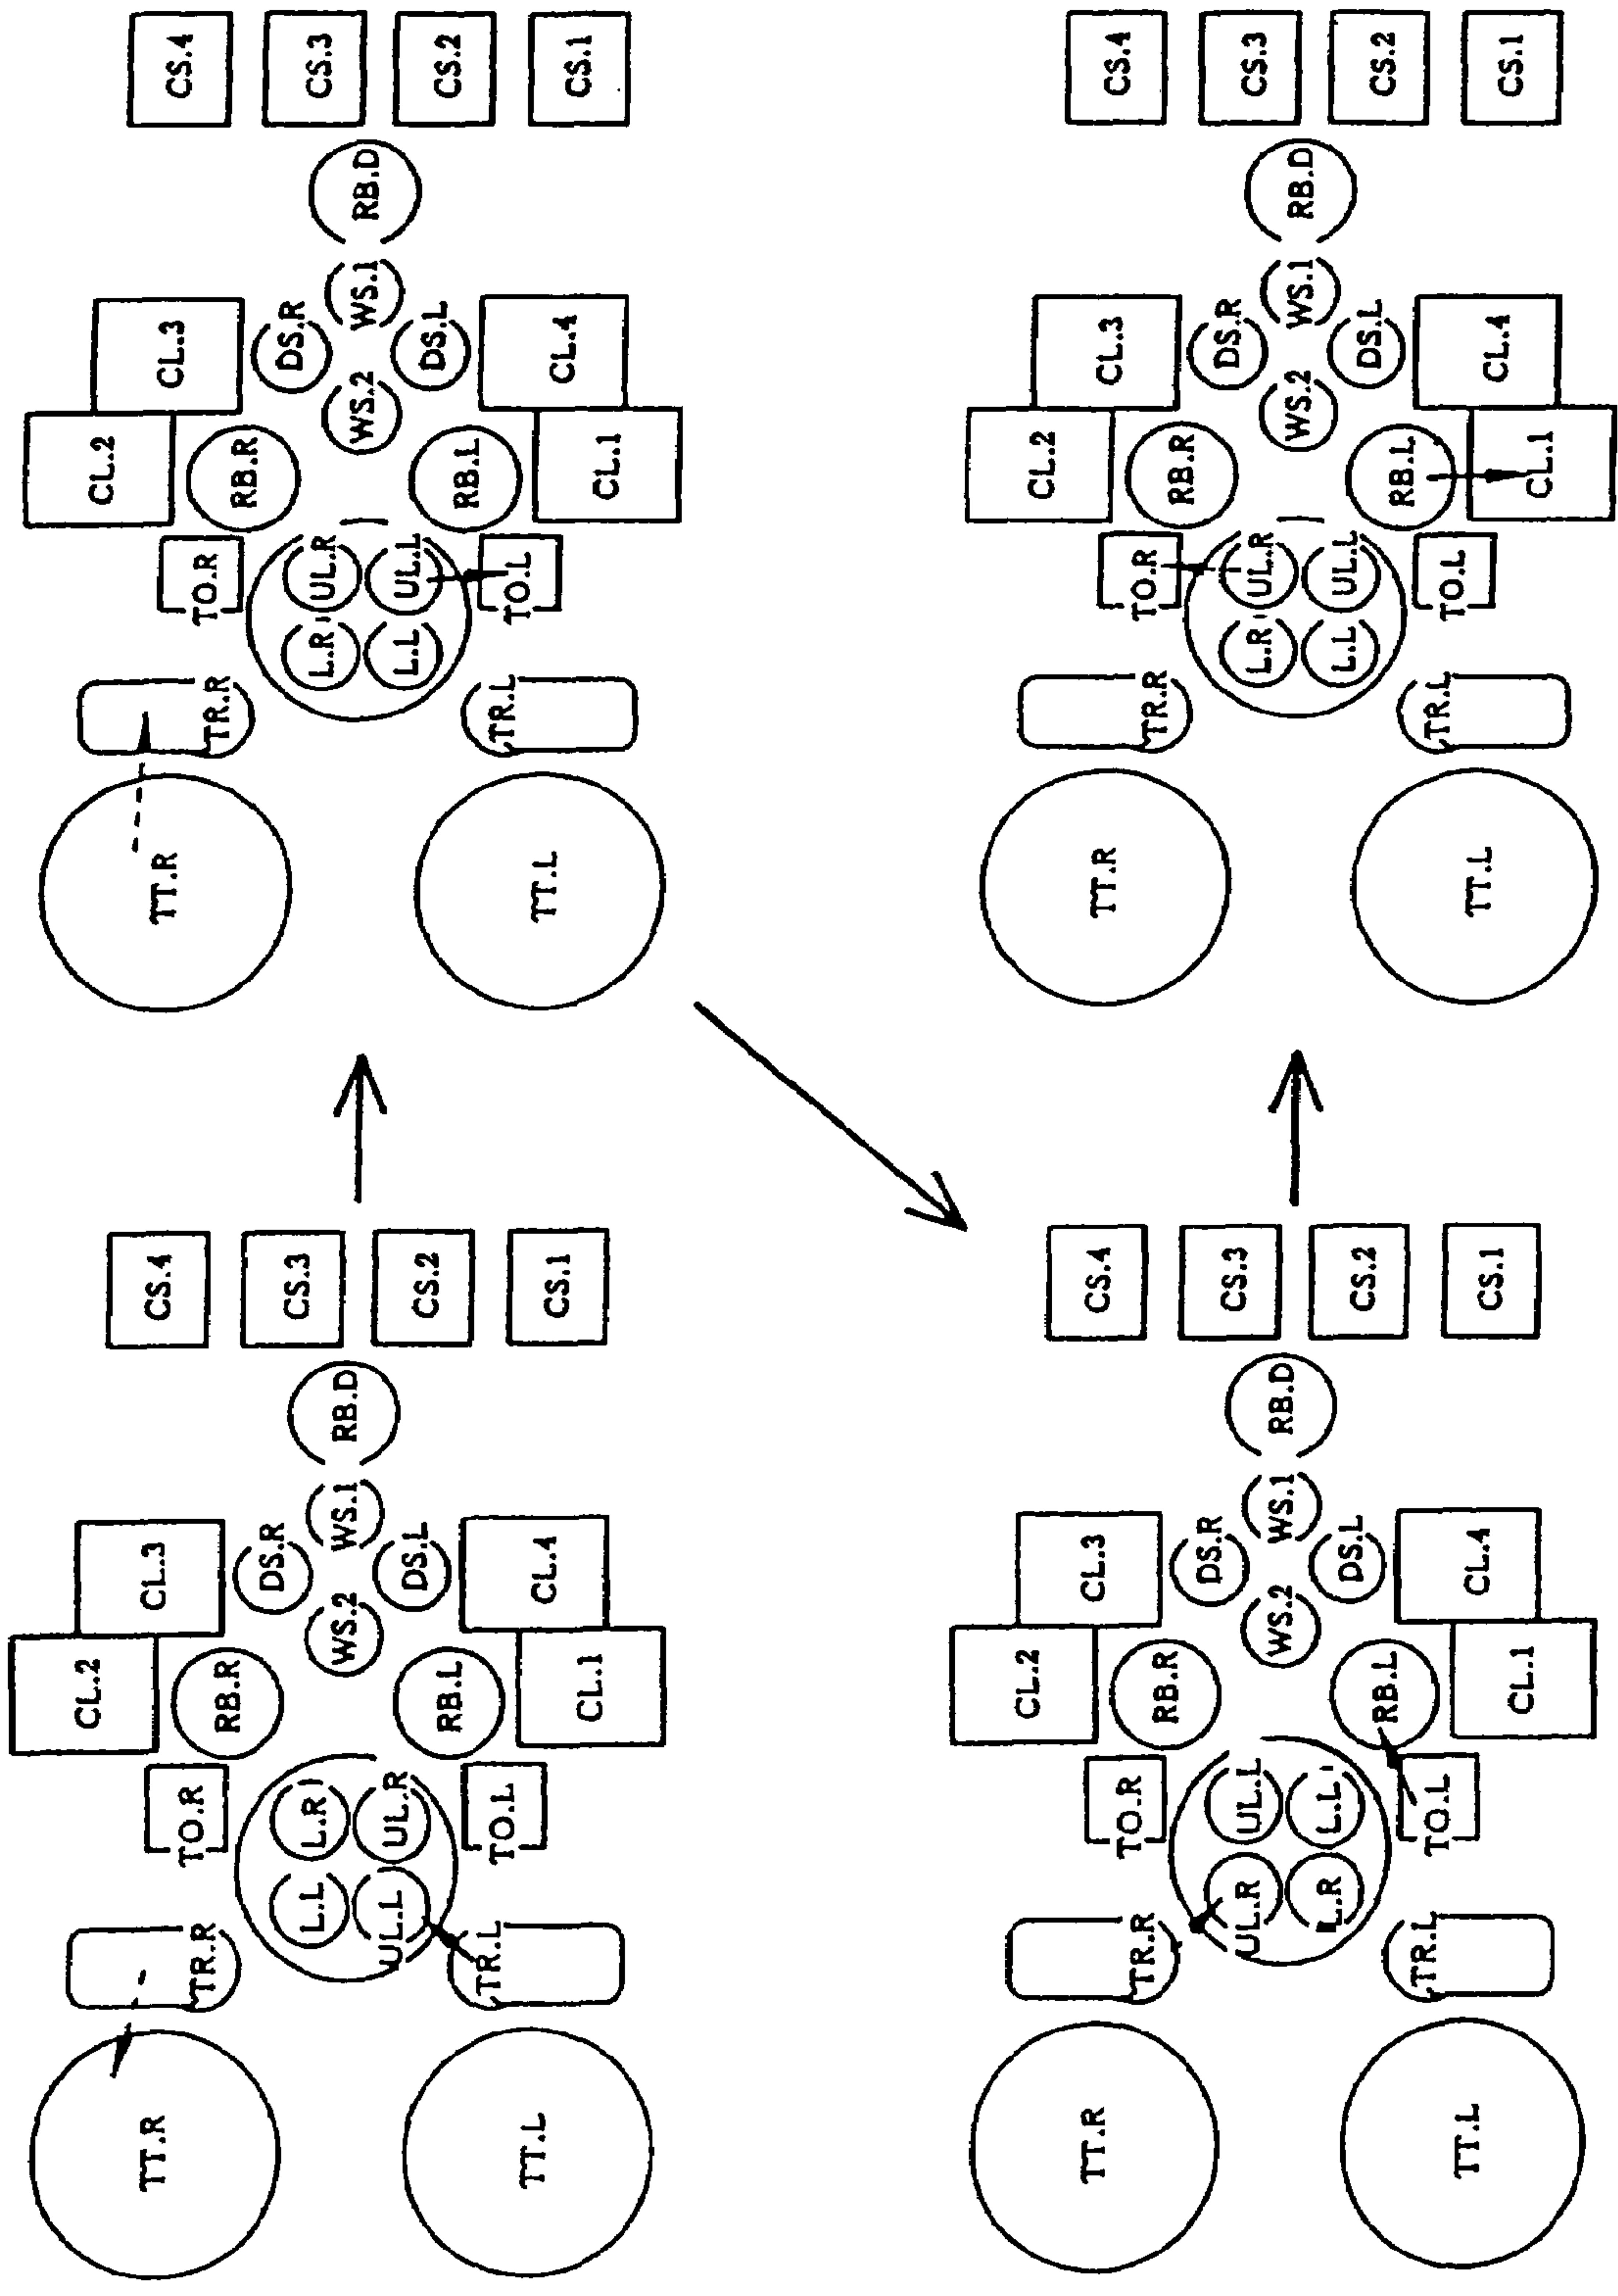 CL.2
CL.3
CS.4
TT.R
TR.R
TO.R
RB.R
DS.R
CS.3
L.L
L.R
WS.2
WS.1
RB.D
UL.L
UL.R
DS.L
CS.2
TT.L
TR.L
TO.L
RB.L
CL.4
CL.1
CS.1
CL.2
CL.3
CS.4
TT.R
TR.R
TO.R
RB.R
DS.R
CS.3
L.R
UL.R
WS.2
WS.1
RB.D
L.L
UL.L
DS.L
CS.2
TT.L
TR.L
TO.L
RB.L
CL.4
CL.1
CS.1
CL.2
CL.3
CS.4
TT.R
TR.R
TO.R
RB.R
DS.R
CS.3
UL.R
UL.L
WS.2
WS.1
RB.D
L.R
L.L
DS.L
CS.2
TT.L
TR.L
TO.L
RB.L
CL.4
CL.1
CS.1
CL.2
CL.3
CS.4
TT.R
TR.R
TO.R
RB.R
DS.R
CS.3
L.R
UL.R
WS.2
WS.1
RB.D
L.L
UL.L
DS.L
CS.2
TT.L
TR.L
TO.L
RB.L
CL.4
CL.1
CS.1